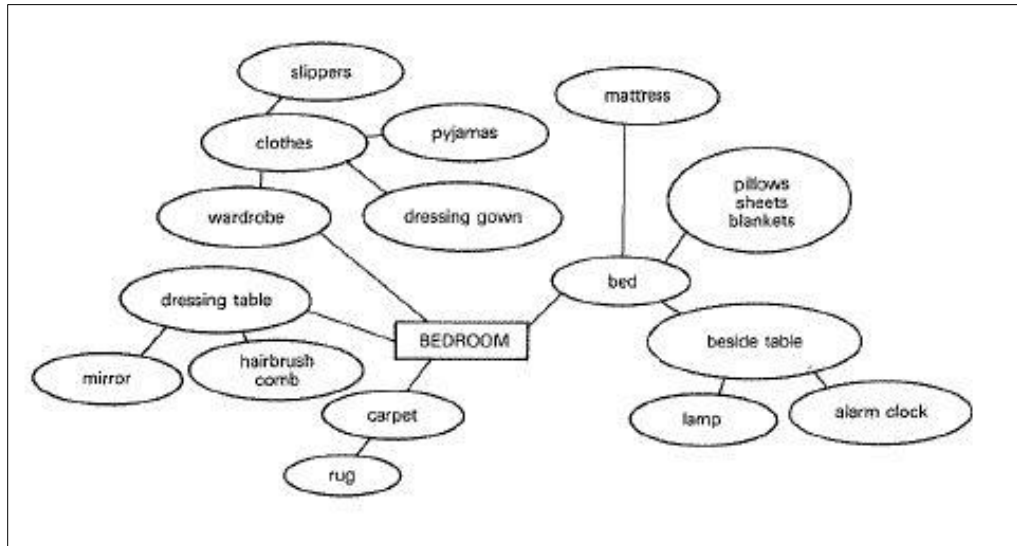 slippers
mattress
clothes
pyjamas
pillows
sheets
blankets
wardrobe
dressing gown
bed
dressing table
BEDROOM
beside table
mirror
hairbrush
comb
carpet
lamp
alarm clock
rug